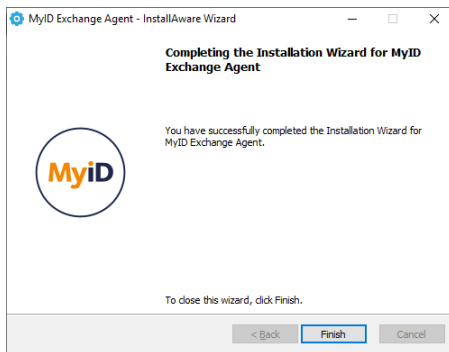 MyID Exchange Agent - InstallAware Wizard
Completing the Installation Wizard for MyID
Exchange Agent
You have successfully completed the Installation Wizard for
MyID Exchange Agent.
MyiD
To close this wizard, click Finish.
< Back
Finish
Cancel